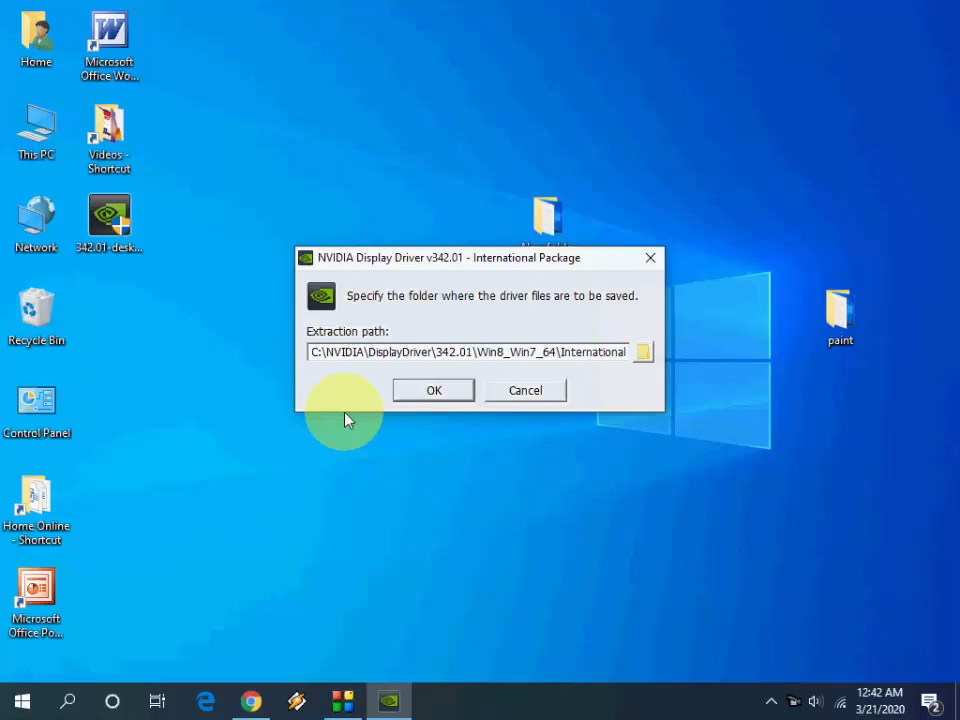 Home
Microsoft
Office Wo...
This PC
Videos -
Shortcut
Network
342.01-desk...
Recycle Bin
Control Panel
Home Online
- Shortcut
Microsoft
Office Po...
paint
NVIDIA Display Driver v342.01 - International Package
Specify the folder where the driver files are to be saved.
Extraction path:
C:\NVIDIA\DisplayDriver\342.01\Win8_Win7_64\International
OK
Cancel
12:42 AM
3/21/2020
2